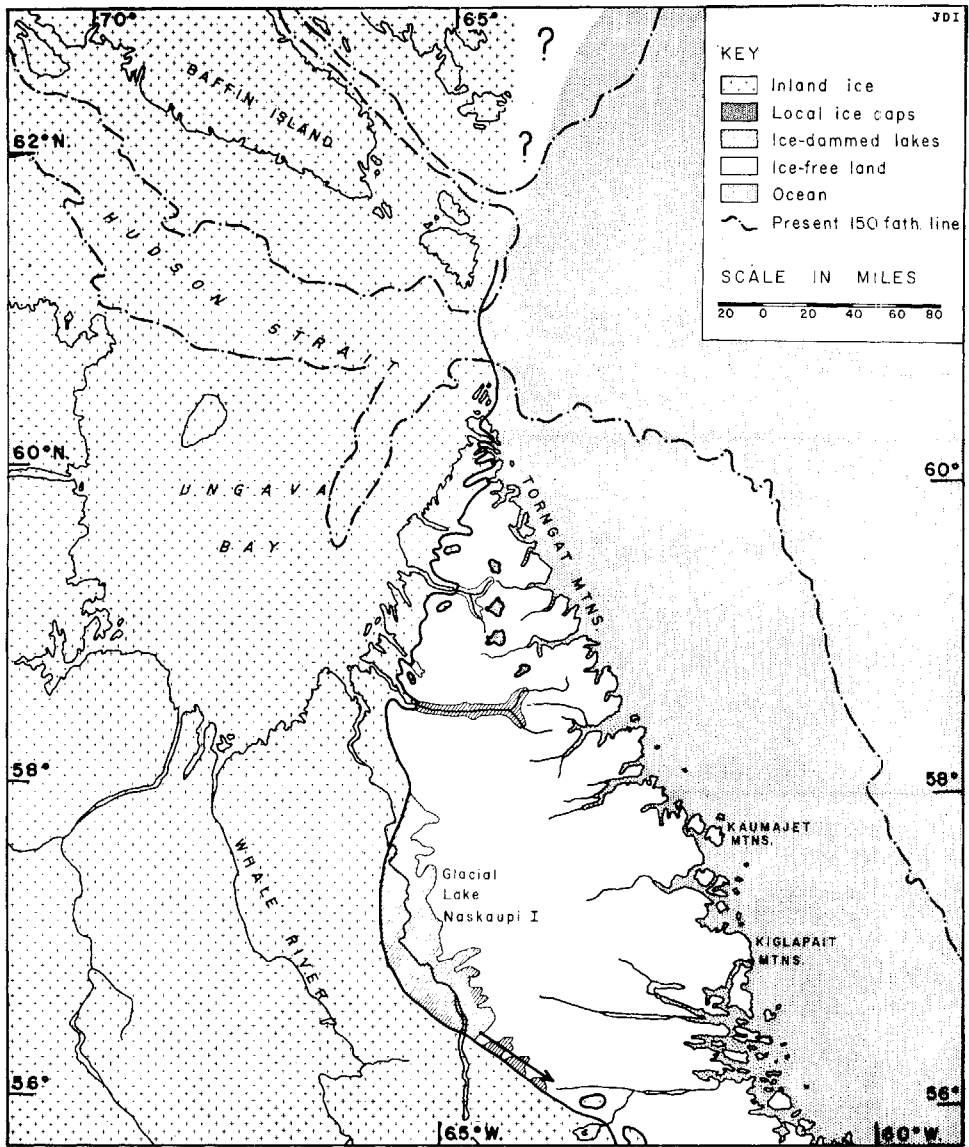 70°
65°
JDI
?
?
KEY
Inland ice
Local ice caps
Ice-dammed lakes
Ice-free land
Ocean
Present 150 fath. line
SCALE IN MILES
20 0 20 40 60 80
BAFFIN ISLAND
62°N.
HUDSON STRAIT
60°N.
60°
UNGAVA
BAY
TORNGAT MTNS
58°
58°
KAUMAJET
MTNS.
Glacial
Lake
Naskaupi I
WHALE RIVER
KIGLAPAIT
MTNS.
56°
56°
65°W.
60°W.